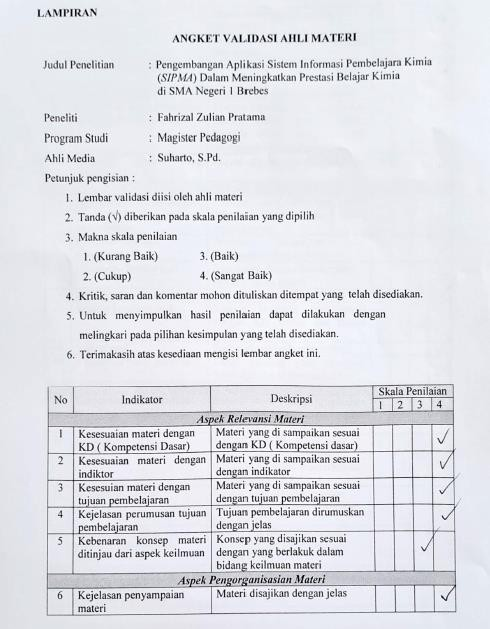 LAMPIRAN
ANGKET VALIDASI AHLI MATERI
Judul Penelitian : Pengembangan Aplikasi Sistem Informasi Pembelajara Kimia
(SIPMA) Dalam Meningkatkan Prestasi Belajar Kimia
di SMA Negeri 1 Brebes
Peneliti : Fahrizal Zulian Pratama
Program Studi : Magister Pedagogi
Ahli Media : Suharto, S.Pd.
Petunjuk pengisian :
1. Lembar validasi diisi oleh ahli materi
2. Tanda (√) diberikan pada skala penilaian yang dipilih
3. Makna skala penilaian
1. (Kurang Baik) 3. (Baik)
2. (Cukup) 4. (Sangat Baik)
4. Kritik, saran dan komentar mohon dituliskan ditempat yang telah disediakan.
5. Untuk menyimpulkan hasil penilaian dapat dilakukan dengan
melingkari pada pilihan kesimpulan yang telah disediakan.
6. Terimakasih atas kesediaan mengisi lembar angket ini.
No Indikator Deskripsi Skala Penilaian
1 2 3 4
Aspek Relevansi Materi
1 Kesesuaian materi dengan Materi yang di sampaikan sesuai
KD ( Kompetensi Dasar) dengan KD ( Kompetensi dasar) ✓
2 Kesesuaian materi dengan Materi yang di sampaikan sesuai
indiktor dengan indikator ✓
3 Kesesuian materi dengan Materi yang di sampaikan sesuai
tujuan pembelajaran dengan tujuan pembelajaran ✓
4 Kejelasan perumusan tujuan Tujuan pembelajaran dirumuskan
pembelajaran dengan jelas ✓
5 Kebenaran konsep materi Konsep yang disajikan sesuai
ditinjau dari aspek keilmuan dengan yang berlakuk dalam ✓
bidang keilmuan materi
Aspek Pengorganisasian Materi
6 Kejelasan penyampaian Materi disajikan dengan jelas ✓
materi